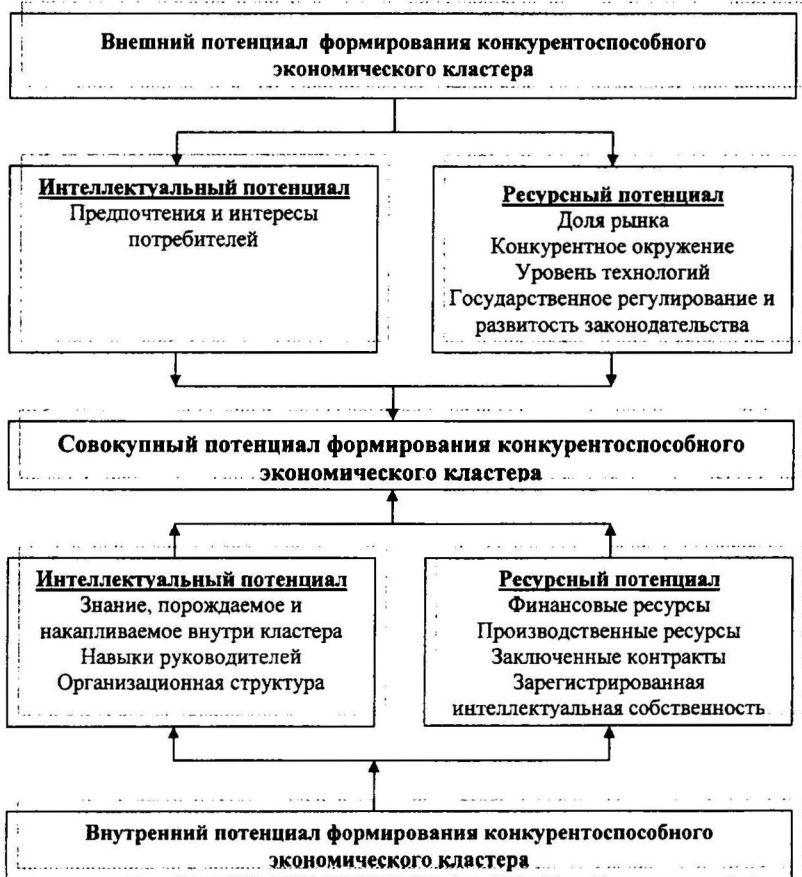 Внешний потенциал формирования конкурентоспособного
экономического кластера
Интеллектуальный потенциал
Предпочтения и интересы
потребителей
Ресурсный потенциал
Доля рынка
Конкурентное окружение
Уровень технологий
Государственное регулирование и
развитость законодательства
Совокупный потенциал формирования конкурентоспособного
экономического кластера
Интеллектуальный потенциал
Знание, порождаемое и
накапливаемое внутри кластера
Навыки руководителей
Организационная структура
Ресурсный потенциал
Финансовые ресурсы
Производственные ресурсы
Заключенные контракты
Зарегистрированная
интеллектуальная собственность
Внутренний потенциал формирования конкурентоспособного
экономического кластера